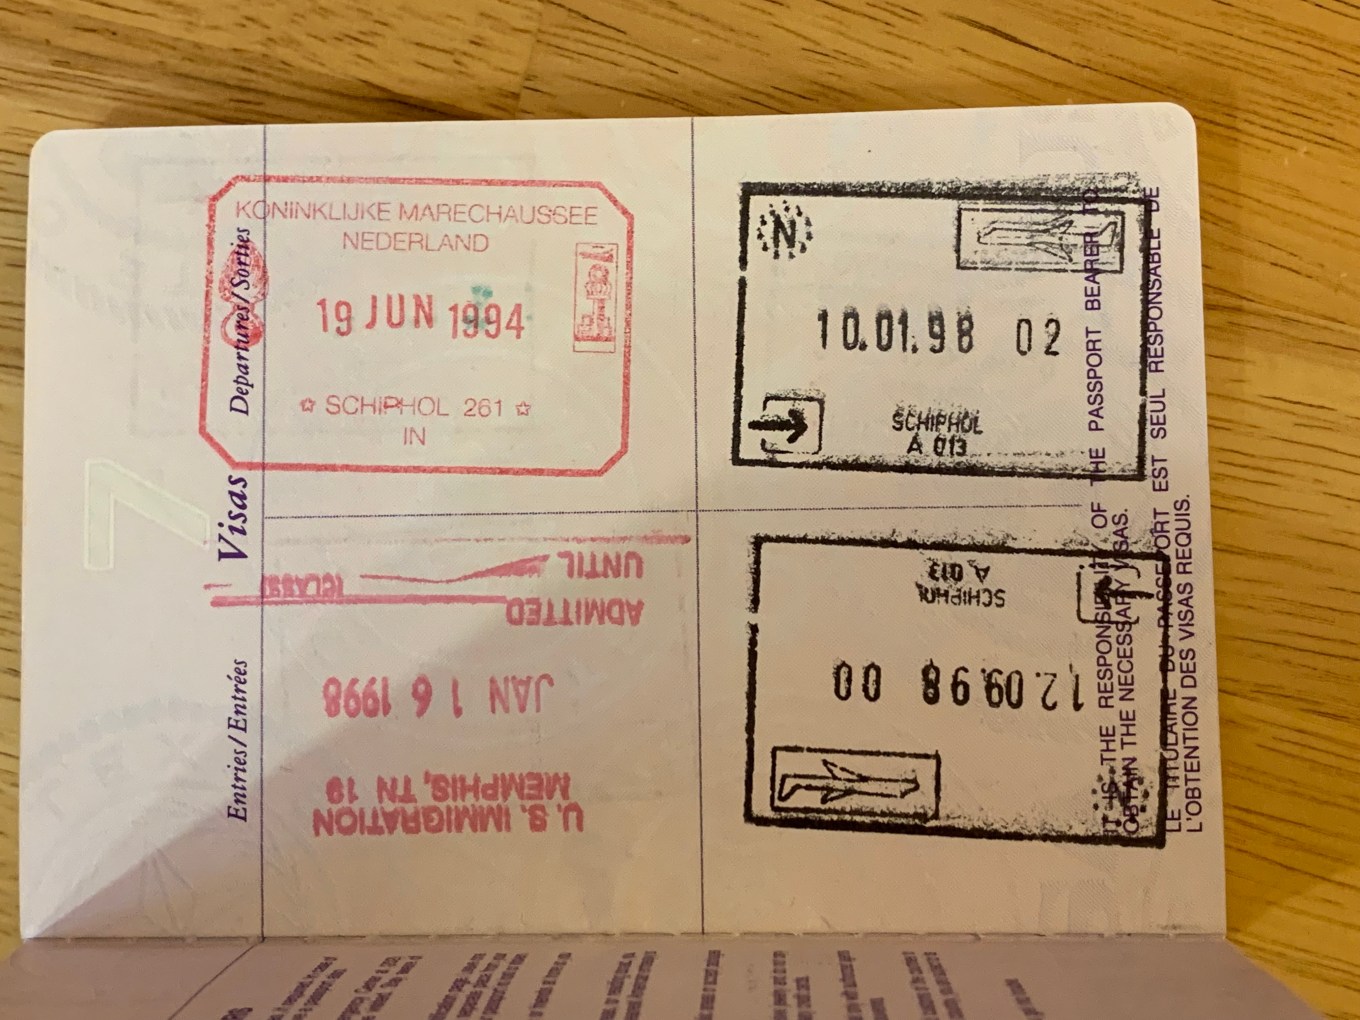 KONINKLIJKE MARECHAUSSEE
NEDERLAND
19 JUN 1994
SCHIPHOL 261
IN
N
10.01.98 02
SCHIPHOL
A 013
Departures/Sorties
Visas
Entries/Entrées
7
U.S. IMMIGRATION
MEMPHIS, TN 19
JAN 16 1998
ADMITTED
UNTIL
(CLASS)
12.09.98 00
SCHIPHOL
A 013
IT IS THE RESPONSIBILITY OF THE PASSPORT BEARER TO
OBTAIN THE NECESSARY VISAS.
LE TITULAIRE DU PASSEPORT EST SEUL RESPONSABLE DE
L'OBTENTION DES VISAS REQUIS.